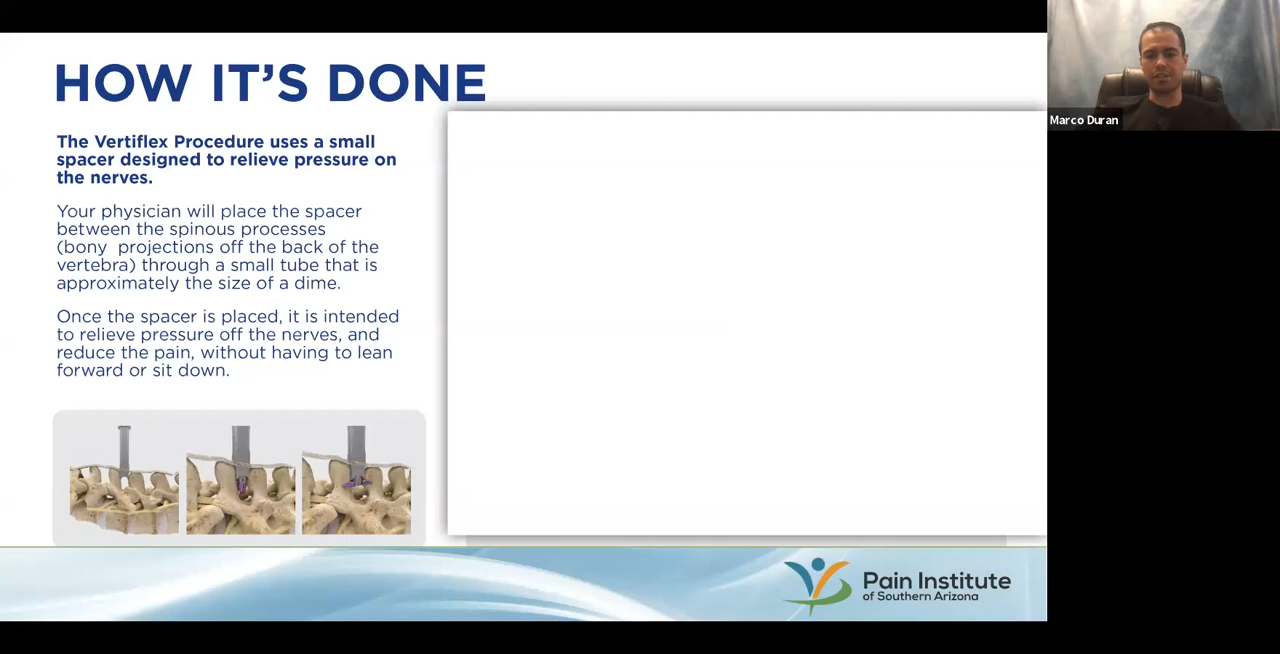 HOW IT'S DONE
The Vertiflex Procedure uses a small
spacer designed to relieve pressure on
the nerves.
Your physician will place the spacer
between the spinous processes
(bony  projections off the back of the
vertebra) through a small tube that is
approximately the size of a dime.
Once the spacer is placed, it is intended
to relieve pressure off the nerves, and
reduce the pain, without having to lean
forward or sit down.
Pain Institute
of Southern Arizona
Marco Duran